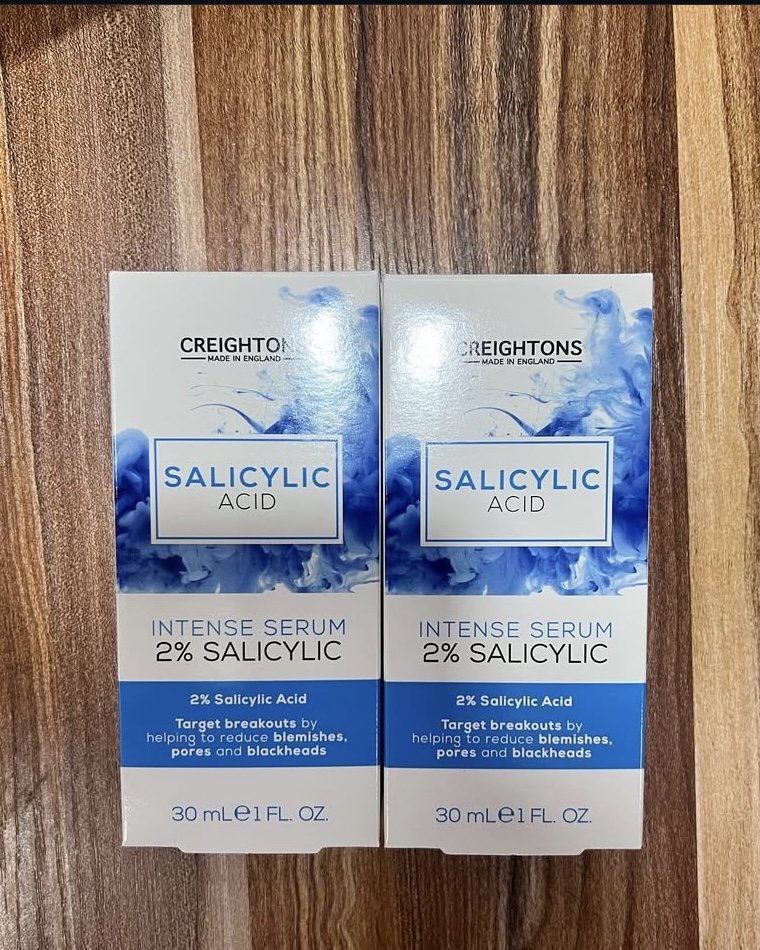 CREIGHTONS
MADE IN ENGLAND
SALICYLIC
ACID
INTENSE SERUM
2% SALICYLIC
2% Salicylic Acid
Target breakouts by
helping to reduce blemishes,
pores and blackheads
30 mL℮1 FL. OZ.
CREIGHTONS
MADE IN ENGLAND
SALICYLIC
ACID
INTENSE SERUM
2% SALICYLIC
2% Salicylic Acid
Target breakouts by
helping to reduce blemishes,
pores and blackheads
30 mL℮1 FL. OZ.